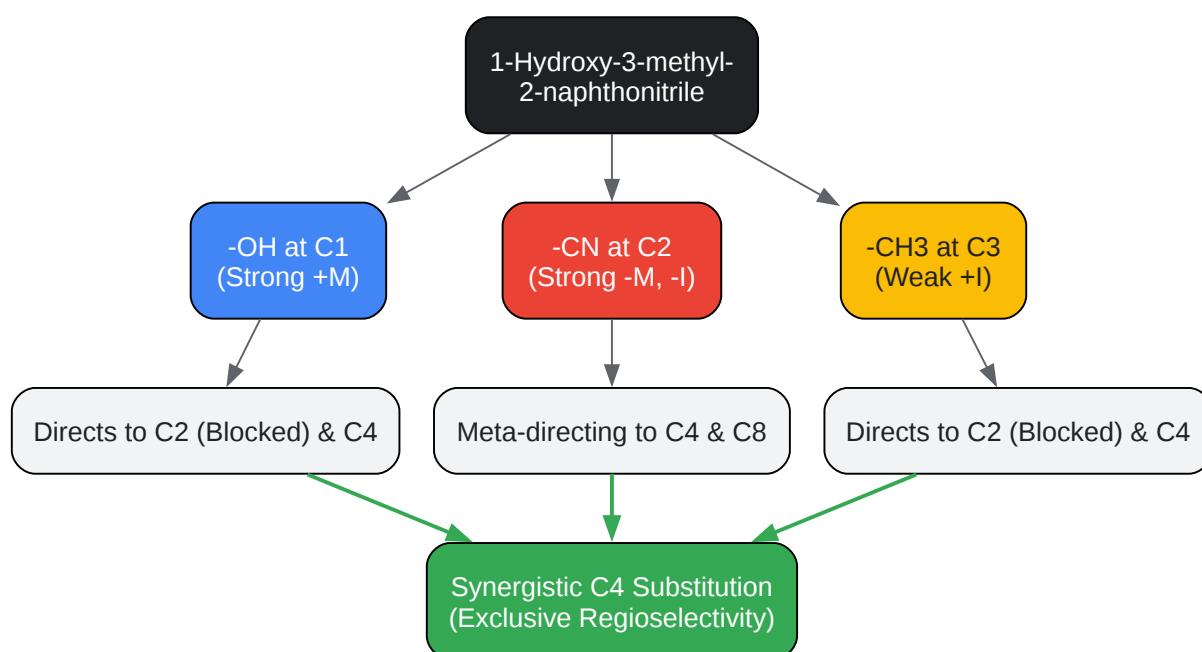 1-Hydroxy-3-methyl-
2-naphthonitrile
-OH at C1
(Strong +M)
-CN at C2
(Strong -M, -I)
-CH3 at C3
(Weak +I)
Directs to C2 (Blocked) & C4
Meta-directing to C4 & C8
Directs to C2 (Blocked) & C4
Synergistic C4 Substitution
(Exclusive Regioselectivity)